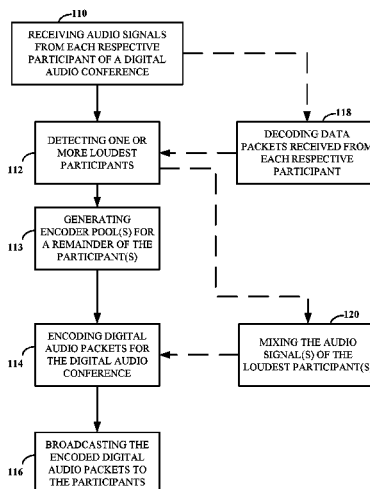 110
RECEIVING AUDIO SIGNALS
FROM EACH RESPECTIVE
PARTICIPANT OF A DIGITAL
AUDIO CONFERENCE
118
DETECTING ONE OR
MORE LOUDEST
PARTICIPANTS
112
DECODING DATA
PACKETS RECEIVED FROM
EACH RESPECTIVE
PARTICIPANT
GENERATING
ENCODER POOL(S) FOR
A REMAINDER OF THE
PARTICIPANT(S)
113
120
ENCODING DIGITAL
AUDIO PACKETS FOR
THE DIGITAL AUDIO
CONFERENCE
114
MIXING THE AUDIO
SIGNAL(S) OF THE
LOUDEST PARTICIPANT(S)
BROADCASTING THE
ENCODED DIGITAL
AUDIO PACKETS TO
THE PARTICIPANTS
116